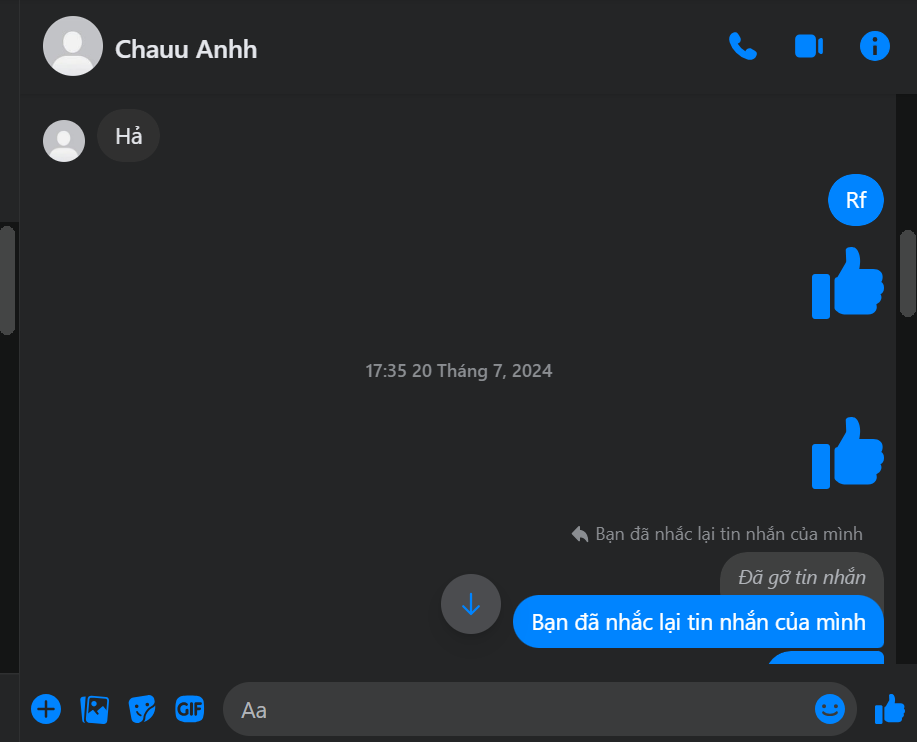 Chauu Anhh
Hả
Rf
17:35 20 Tháng 7, 2024
Bạn đã nhắc lại tin nhắn của mình
Đã gỡ tin nhắn
Bạn đã nhắc lại tin nhắn của mình
GIF
Aa